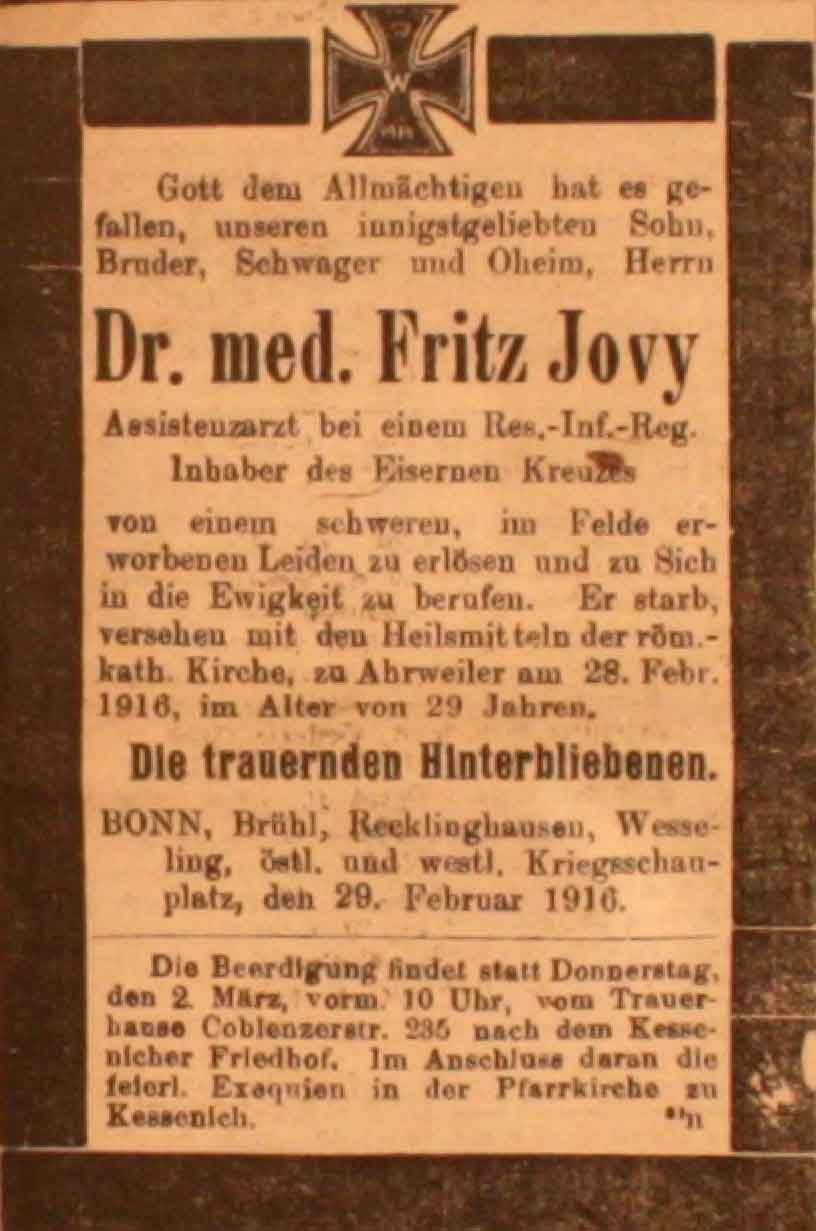 W
1914
Gott dem Allmächtigen hat es ge-
fallen, unseren innigstgeliebten Sohn,
Bruder, Schwager und Oheim, Herrn
Dr. med. Fritz Jovy
Assistenzarzt bei einem Res.-Inf.-Reg.
Inhaber des Eisernen Kreuzes
von einem schweren, im Felde er-
worbenen Leiden zu erlösen und zu Sich
in die Ewigkeit zu berufen. Er starb,
versehen mit den Heilsmitteln der röm.-
kath. Kirche, zu Ahrweiler am 28. Febr.
1916, im Alter von 29 Jahren.
Die trauernden Hinterbliebenen.
BONN, Brühl, Recklinghausen, Wesse-
ling, östl. und westl. Kriegsschau-
platz, den 29. Februar 1916.
Die Beerdigung findet statt Donnerstag,
den 2. März, vorm. 10 Uhr, vom Trauer-
hause Coblenzerstr. 235 nach dem Kesse-
nicher Friedhof. Im Anschluss daran die
feierl. Exequien in der Pfarrkirche zu
Kessenich.